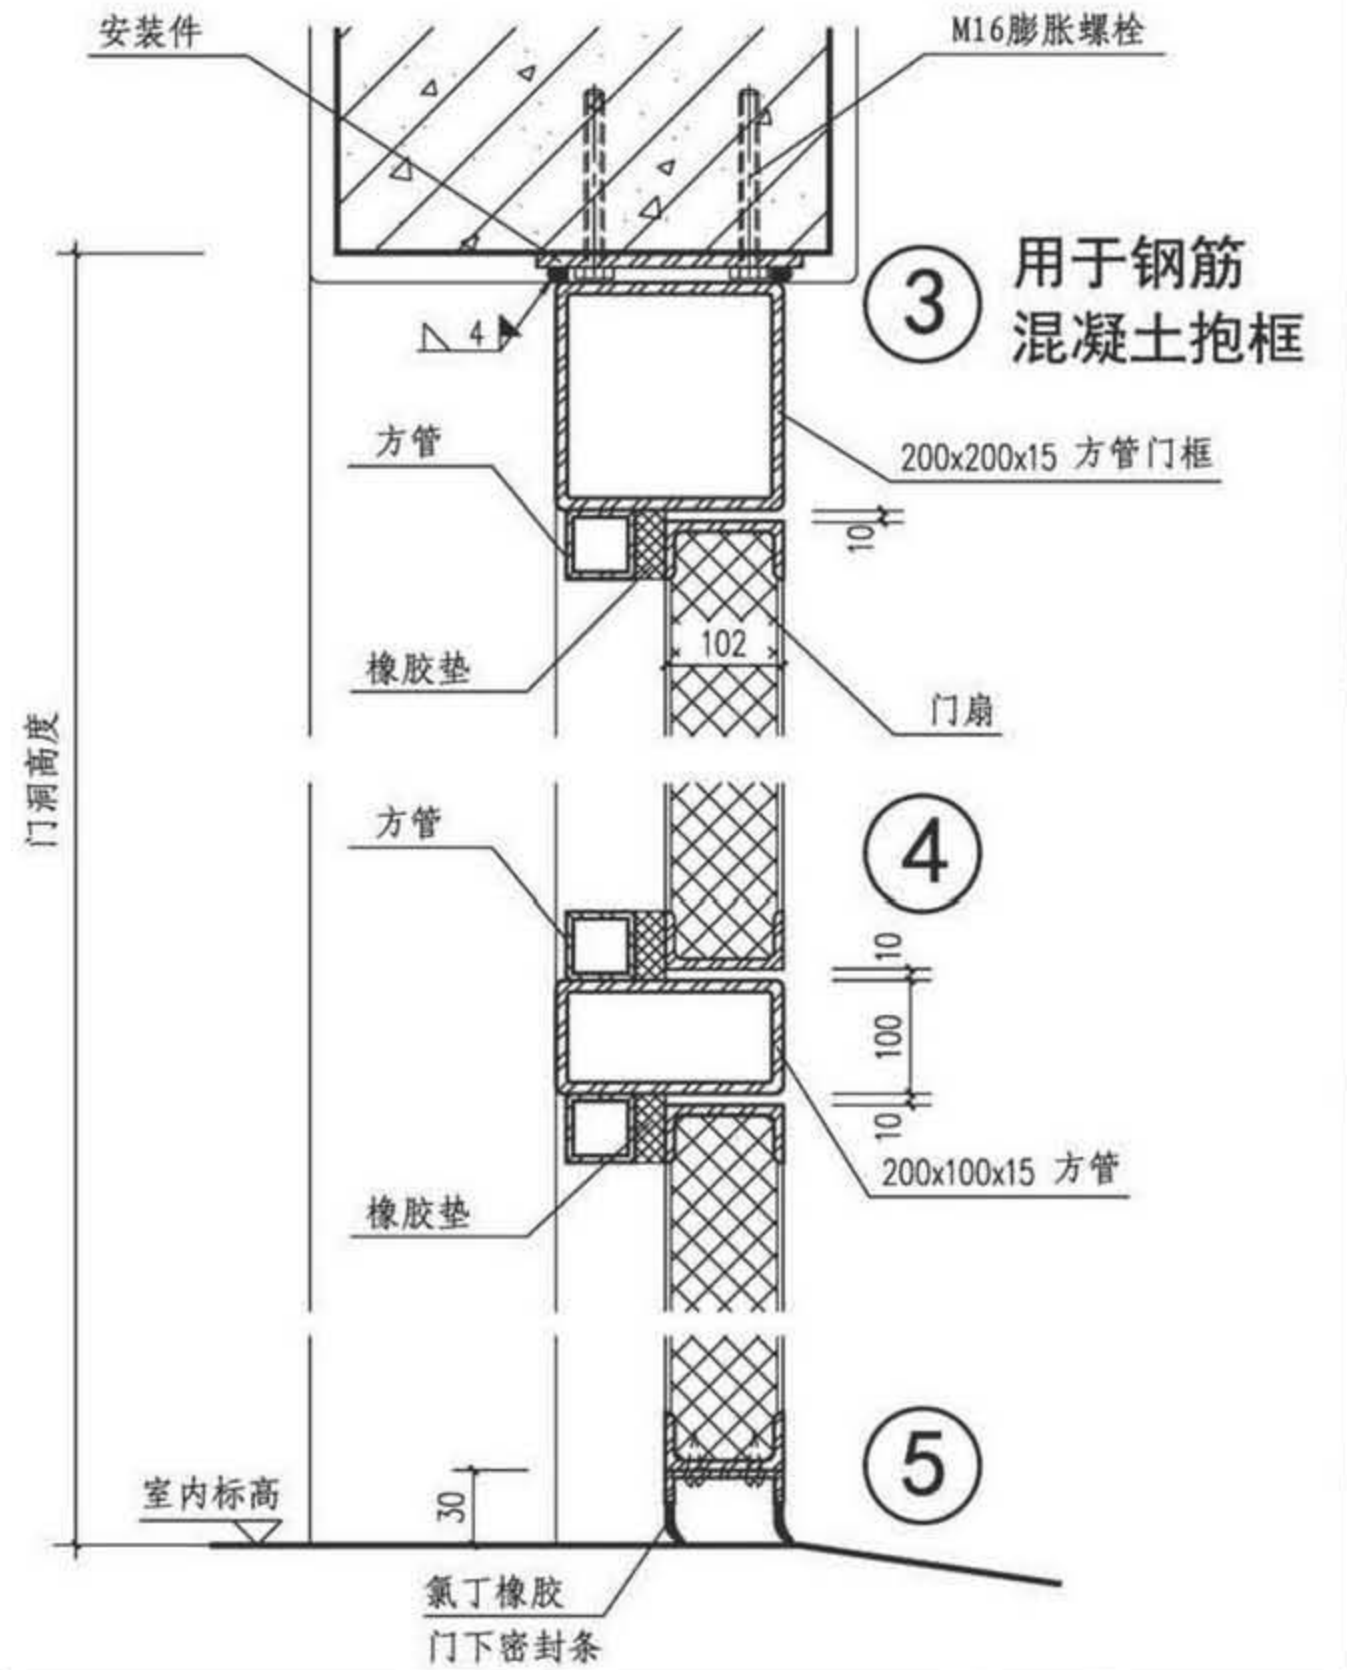 安装件
M16膨胀螺栓
3
用于钢筋
混凝土抱框
4
方管
200x200x15 方管门框
10
橡胶垫
102
门扇
门洞高度
方管
4
10
100
10
200x100x15 方管
橡胶垫
5
室内标高
30
氯丁橡胶
门下密封条